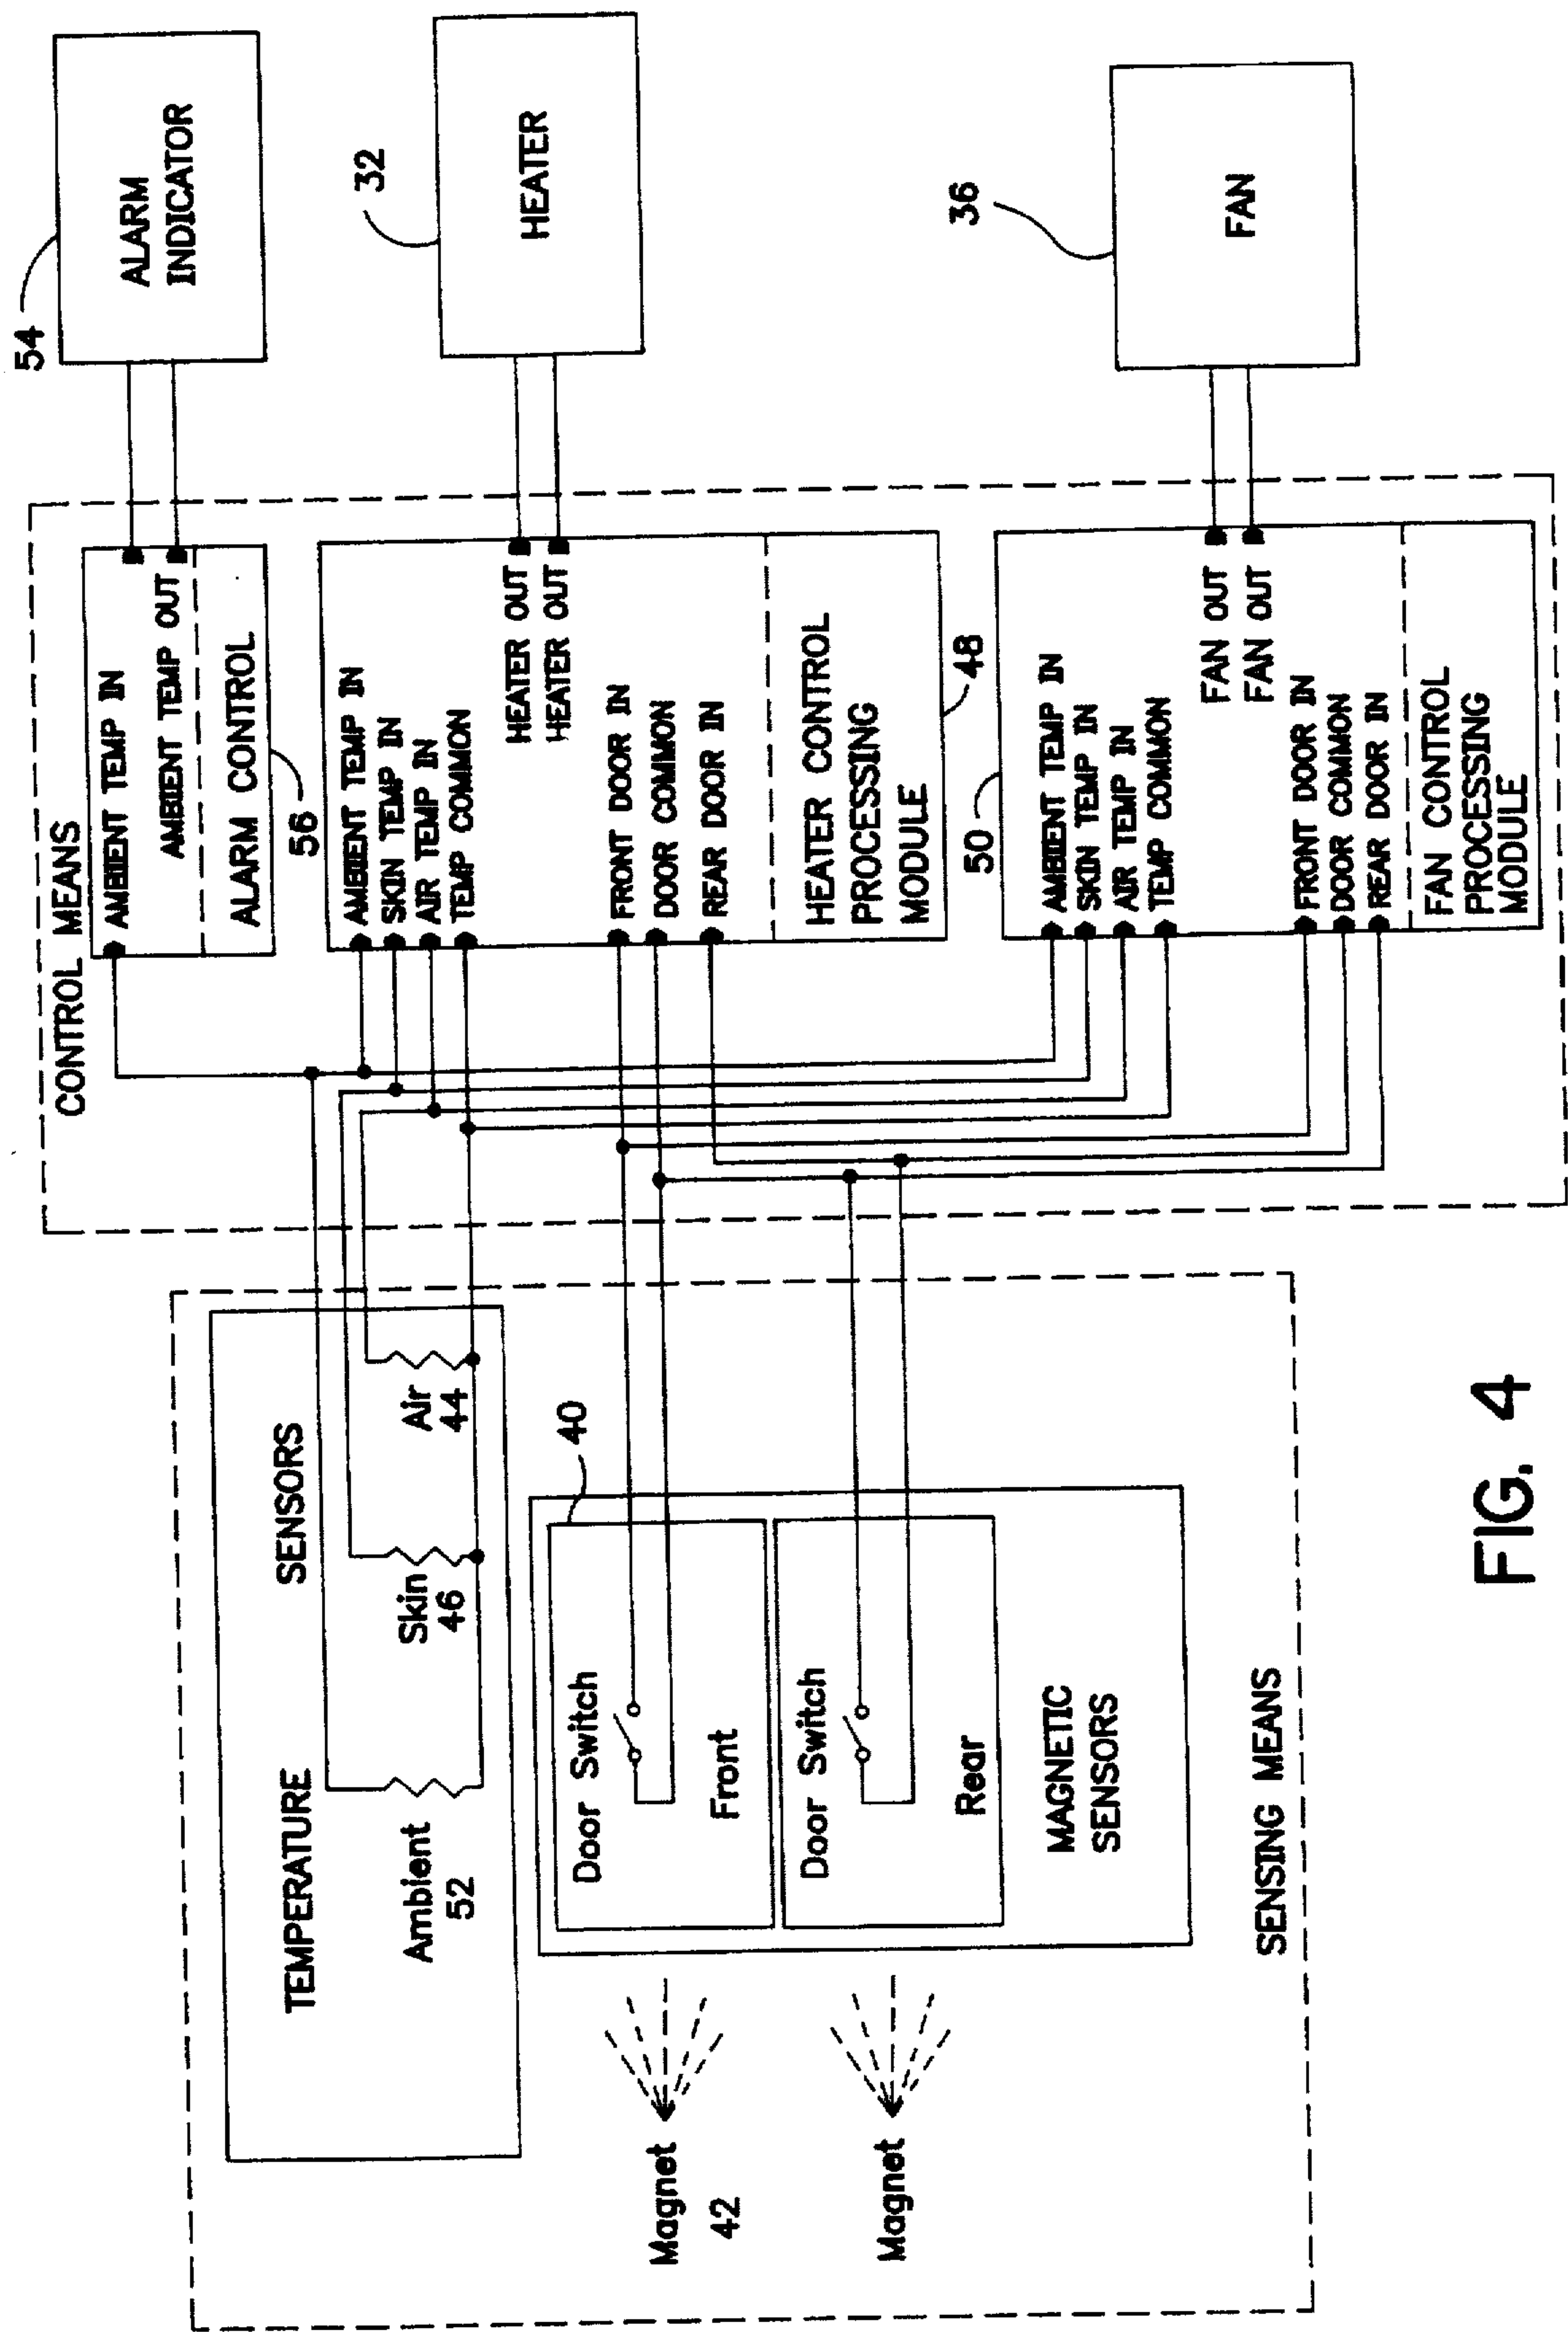 CONTROL MEANS
AMBIENT TEMP IN
AMBIENT TEMP OUT
ALARM CONTROL
56
54
ALARM
INDICATOR
AMBIENT TEMP IN
SKIN TEMP IN
AIR TEMP IN
TEMP COMMON
HEATER OUT
HEATER OUT
FRONT DOOR IN
DOOR COMMON
REAR DOOR IN
HEATER CONTROL
PROCESSING
MODULE
48
32
HEATER
50
AMBIENT TEMP IN
SKIN TEMP IN
AIR TEMP IN
TEMP COMMON
FAN OUT
FAN OUT
FRONT DOOR IN
DOOR COMMON
REAR DOOR IN
FAN CONTROL
PROCESSING
MODULE
36
FAN
TEMPERATURE SENSORS
Ambient
52
Skin
46
Air
44
40
Door Switch
Front
Door Switch
Rear
MAGNETIC
SENSORS
Magnet
42
Magnet
SENSING MEANS
FIG. 4